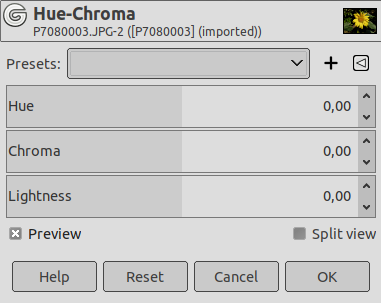 Hue-Chroma
P7080003.JPG-2 ([P7080003] (imported))
Presets:
Hue 0,00
Chroma 0,00
Lightness 0,00
Preview Split view
Help Reset Cancel OK